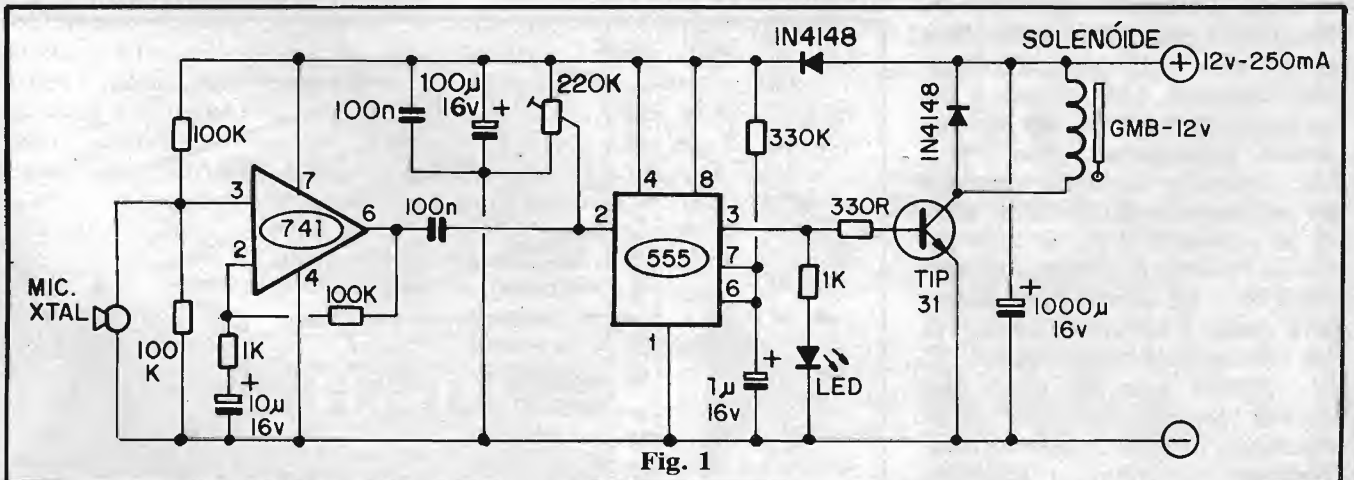 1N4148
SOLENÓIDE
+ 12v-250mA
100n
100µ
16v
+
220K
100K
330K
1N4148
GMB-12v
3
7
741
6
2
4
100n
2
4
8
555
3
7
6
1
330R
TIP
31
MIC.
XTAL
100
K
100K
1K
+
10µ
16v
1K
LED
1µ
16v
+
+
1000µ
16v
−
Fig. 1